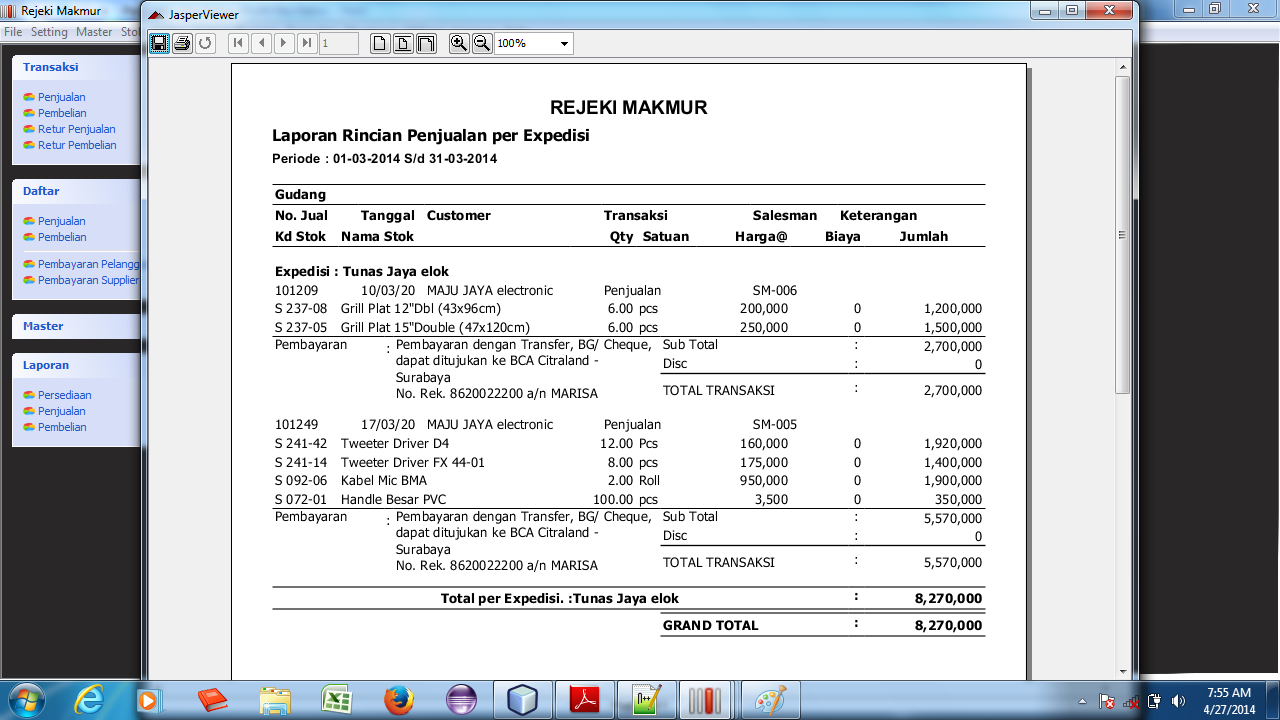 Rejeki Makmur
JasperViewer
File Setting Master Sto
1
100%
Transaksi
Penjualan
Pembelian
Retur Penjualan
Retur Pembelian
Daftar
Penjualan
Pembelian
Pembayaran Pelangg
Pembayaran Supplier
Master
Laporan
Persediaan
Penjualan
Pembelian
REJEKI MAKMUR
Laporan Rincian Penjualan per Expedisi
Periode : 01-03-2014 S/d 31-03-2014
Gudang
No. Jual Tanggal Customer Transaksi Salesman Keterangan
Kd Stok Nama Stok Qty Satuan Harga@ Biaya Jumlah
Expedisi : Tunas Jaya elok
101209 10/03/20 MAJU JAYA electronic Penjualan SM-006
S 237-08 Grill Plat 12"Dbl (43x96cm) 6.00 pcs 200,000 0 1,200,000
S 237-05 Grill Plat 15"Double (47x120cm) 6.00 pcs 250,000 0 1,500,000
Pembayaran : Pembayaran dengan Transfer, BG/ Cheque, Sub Total : 2,700,000
dapat ditujukan ke BCA Citraland - Disc : 0
Surabaya
No. Rek. 8620022200 a/n MARISA TOTAL TRANSAKSI : 2,700,000
101249 17/03/20 MAJU JAYA electronic Penjualan SM-005
S 241-42 Tweeter Driver D4 12.00 Pcs 160,000 0 1,920,000
S 241-14 Tweeter Driver FX 44-01 8.00 pcs 175,000 0 1,400,000
S 092-06 Kabel Mic BMA 2.00 Roll 950,000 0 1,900,000
S 072-01 Handle Besar PVC 100.00 pcs 3,500 0 350,000
Pembayaran : Pembayaran dengan Transfer, BG/ Cheque, Sub Total : 5,570,000
dapat ditujukan ke BCA Citraland - Disc : 0
Surabaya
No. Rek. 8620022200 a/n MARISA TOTAL TRANSAKSI : 5,570,000
Total per Expedisi. :Tunas Jaya elok : 8,270,000
GRAND TOTAL : 8,270,000
7:55 AM
4/27/2014